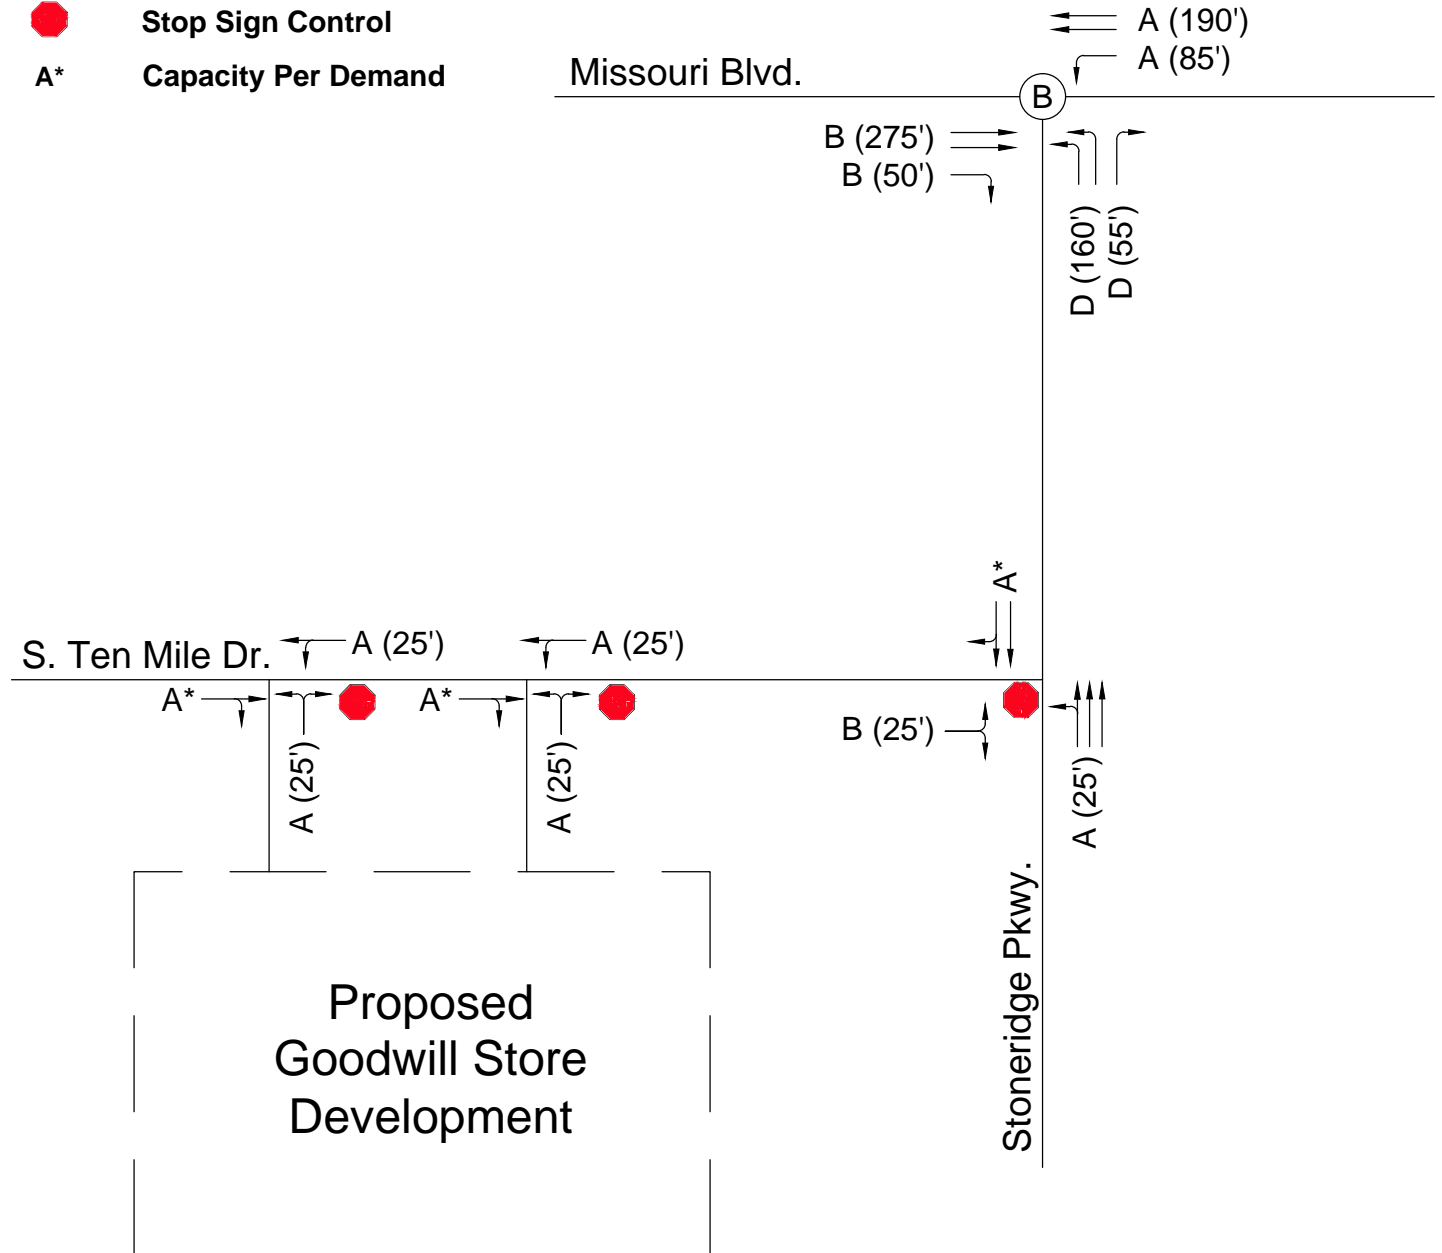 Stop Sign Control
A* Capacity Per Demand
A (190')
A (85')
Missouri Blvd.
B
B (275')
B (50')
D (160')
D (55')
A*
S. Ten Mile Dr.
A (25')
A (25')
A*
A*
B (25')
A (25')
A (25')
A (25')
Stoneridge Pkwy.
Proposed
Goodwill Store
Development